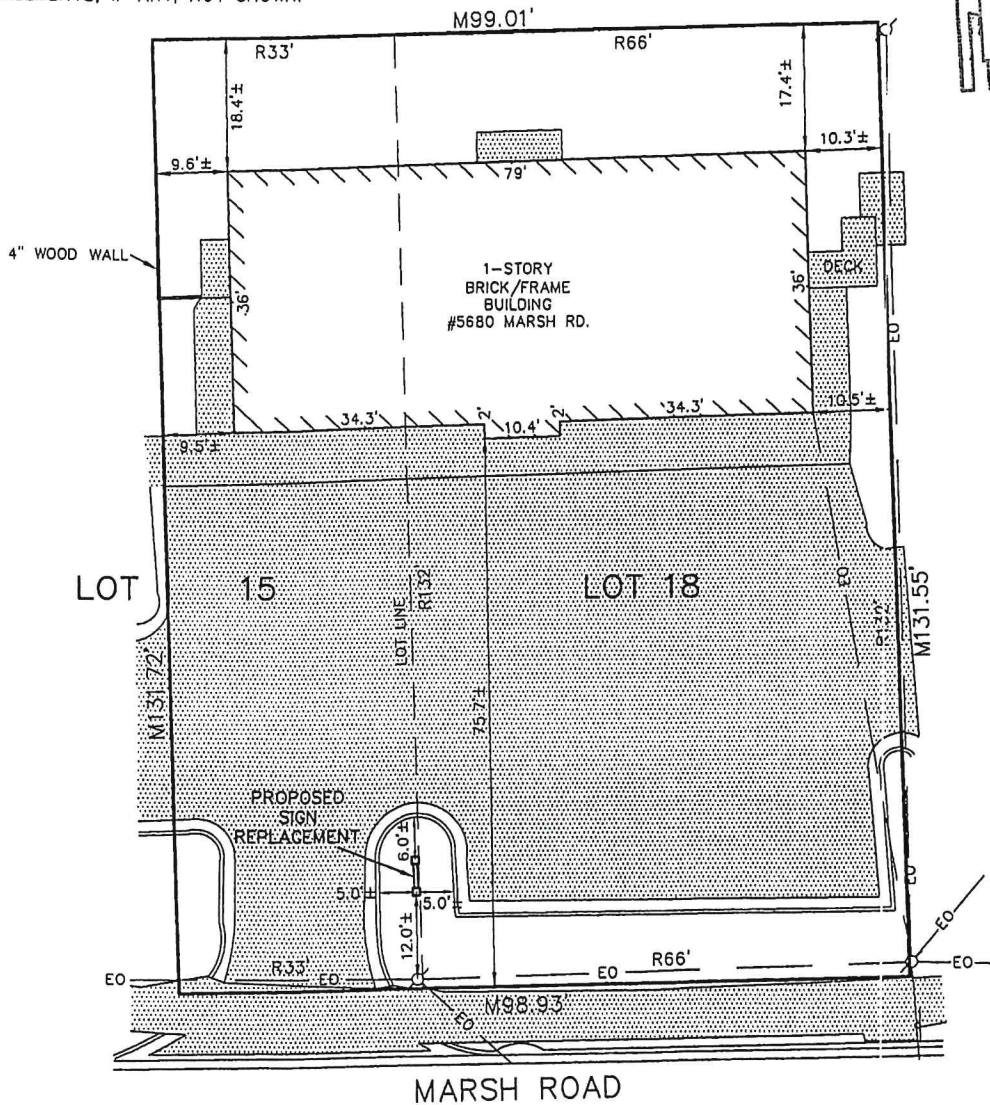 M99.01'
R33'
R66'
18.4'±
17.4'±
9.6'±
10.3'±
79'
4" WOOD WALL
1-STORY
BRICK/FRAME
BUILDING
#5680 MARSH RD.
DECK
36'
36'
EO
34.3'
2'
10.4'
2'
34.3'
10.5'±
9.5'±
LOT 15
LOT 18
LOT LINE
R132'
EO
R132'
M131.55'
M131.72'
75.7'±
PROPOSED
SIGN
REPLACEMENT
6.0'±
5.0'±
5.0'±
12.0'±
EO
EO
R33'
EO
EO
R66'
EO
EO
M98.93'
EO
MARSH ROAD